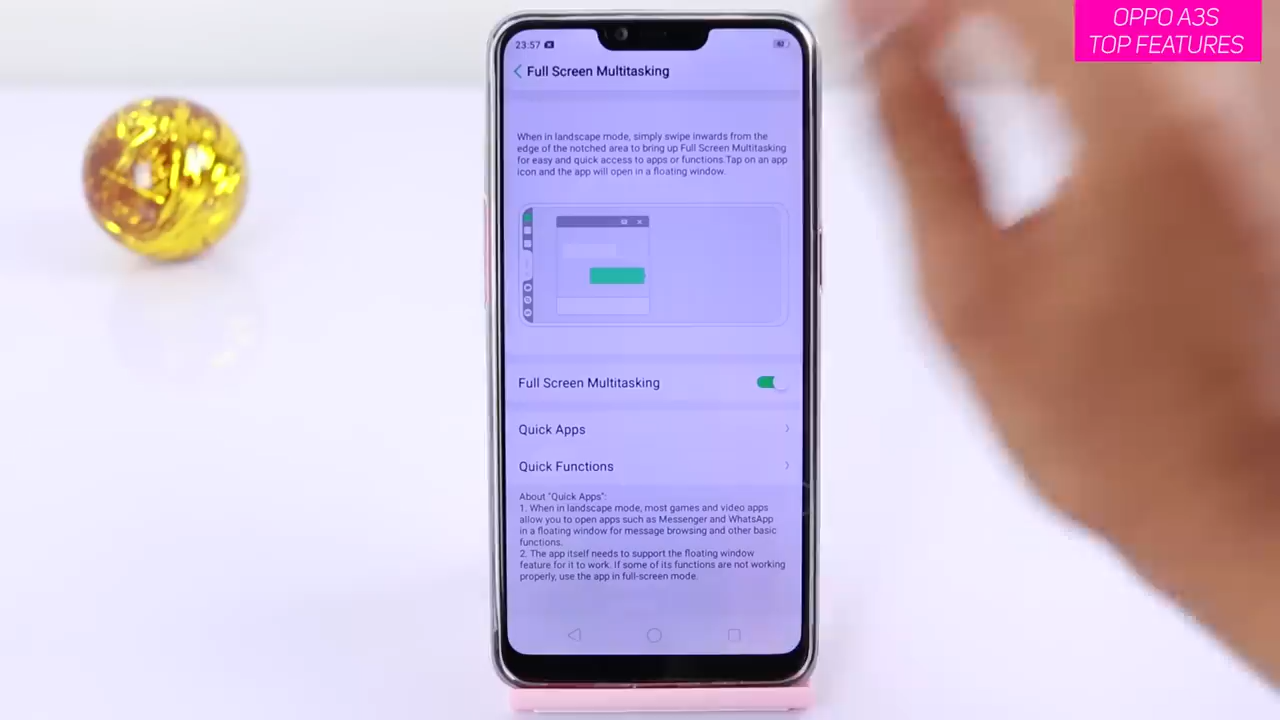 OPPO A3S
TOP FEATURES
23:57
Full Screen Multitasking
When in landscape mode, simply swipe inwards from the
edge of the notched area to bring up Full Screen Multitasking
for easy and quick access to apps or functions.Tap on an app
icon and the app will open in a floating window.
Full Screen Multitasking
Quick Apps
Quick Functions
About "Quick Apps":
1. When in landscape mode, most games and video apps
allow you to open apps such as Messenger and WhatsApp
in a floating window for message browsing and other basic
functions.
2. The app itself needs to support the floating window
feature for it to work. If some of its functions are not working
properly, use the app in full-screen mode.